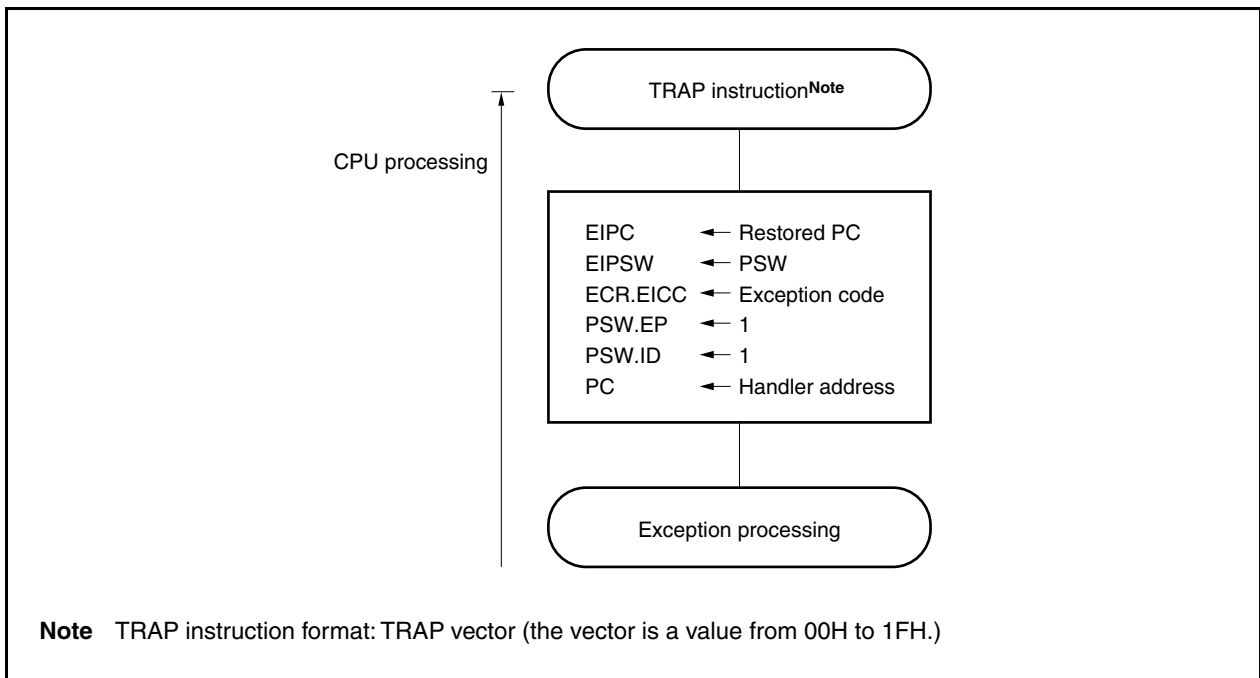 TRAP instructionNote
CPU processing
EIPC ← Restored PC
EIPSW ← PSW
ECR.EICC ← Exception code
PSW.EP ← 1
PSW.ID ← 1
PC ← Handler address
Exception processing
Note TRAP instruction format: TRAP vector (the vector is a value from 00H to 1FH.)